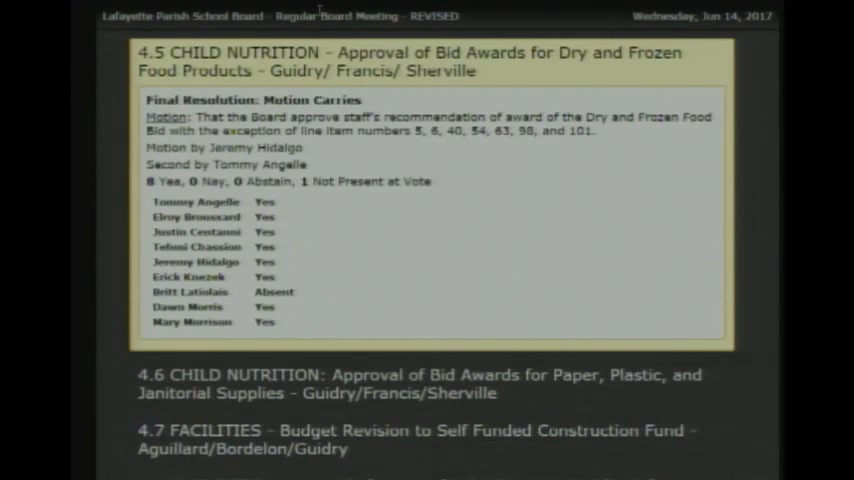 Lafayette Parish School Board - Regular Board Meeting - REVISED
Wednesday, Jun 14, 2017
4.5 CHILD NUTRITION - Approval of Bid Awards for Dry and Frozen
Food Products - Guidry/ Francis/ Sherville
Final Resolution: Motion Carries
Motion: That the Board approve staff's recommendation of award of the Dry and Frozen Food
Bid with the exception of line item numbers 5, 6, 40, 54, 63, 98, and 101.
Motion by Jeremy Hidalgo
Second by Tommy Angelle
8 Yea, 0 Nay, 0 Abstain, 1 Not Present at Vote
Tommy Angelle Yes
Elroy Broussard Yes
Justin Centanni Yes
Tehmi Chassion Yes
Jeremy Hidalgo Yes
Erick Knezek Yes
Britt Latiolais Absent
Dawn Morris Yes
Mary Morrison Yes
4.6 CHILD NUTRITION: Approval of Bid Awards for Paper, Plastic, and
Janitorial Supplies - Guidry/Francis/Sherville
4.7 FACILITIES - Budget Revision to Self Funded Construction Fund -
Aguillard/Bordelon/Guidry